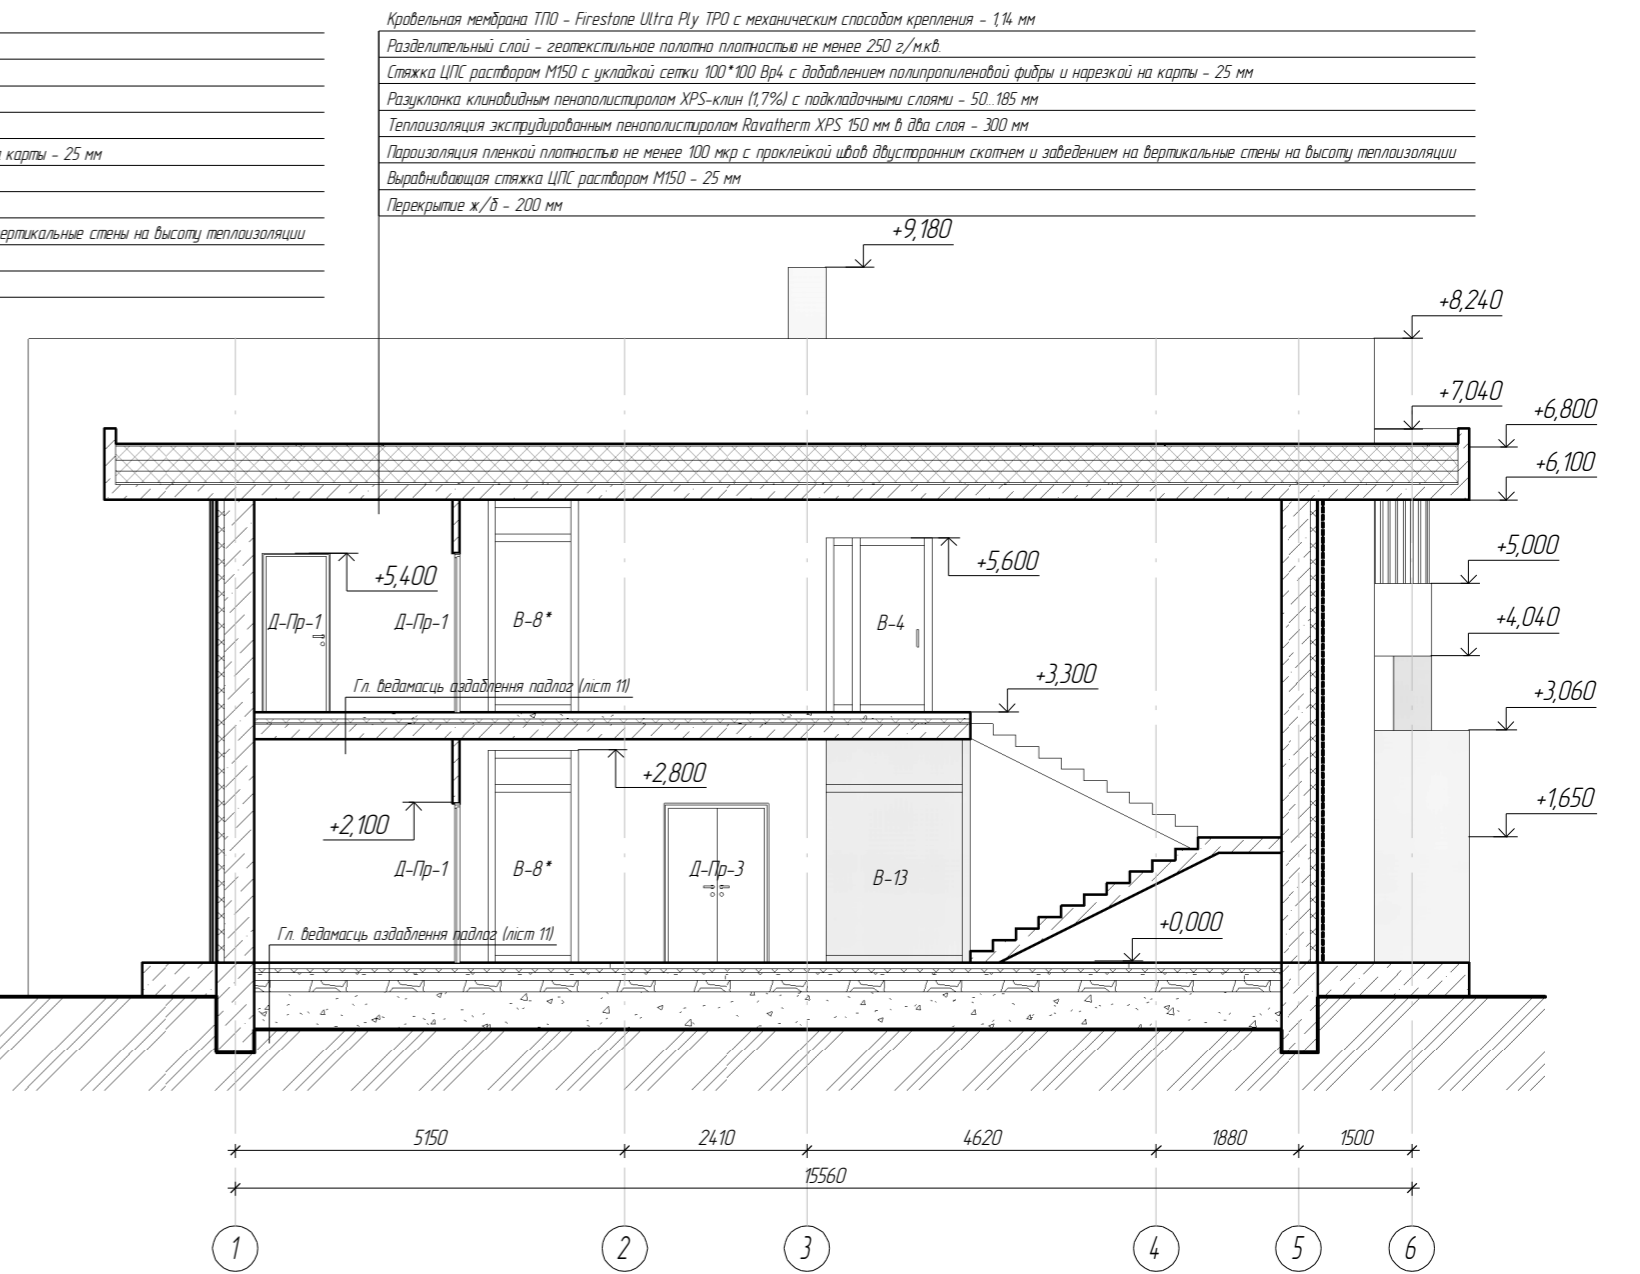 Кровельная мембрана ТПО - Firestone Ultra Ply TPO с механическим способом крепления - 1,14 мм
Разделительный слой - геотекстильное полотно плотностью не менее 250 г/м.кв.
Стяжка ЦПС раствором М150 с укладкой сетки 100*100 Вр4 с добавлением полипропиленовой фибры и нарезкой на карты - 25 мм
Разуклонка клиновидным пенополистиролом XPS-клин (1,7%) с подкладочными слоями - 50...185 мм
Теплоизоляция экструдированным пенополистиролом Ravatherm XPS 150 мм в два слоя - 300 мм
Пароизоляция пленкой плотностью не менее 100 мкр с проклейкой швов двусторонним скотчем и заведением на вертикальные стены на высоту теплоизоляции
Выравнивающая стяжка ЦПС раствором М150 - 25 мм
Перекрытие ж/б - 200 мм
карты - 25 мм
ертикальные стены на высоту теплоизоляции
+9,180
+8,240
+7,040
+6,800
+6,100
+5,000
+5,600
+5,400
Д-Пр-1
Д-Пр-1
В-8*
В-4
+4,040
+3,300
Гл. ведамасць аздаблення падлог (ліст 11)
+3,060
+2,800
+1,650
+2,100
Д-Пр-1
В-8*
Д-Пр-3
В-13
+0,000
Гл. ведамасць аздаблення падлог (ліст 11)
5150
2410
4620
1880
1500
15560
1
2
3
4
5
6